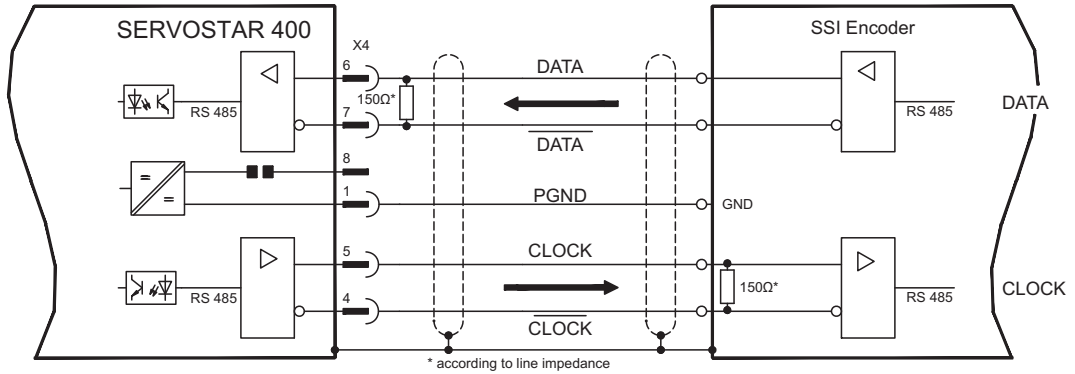 SERVOSTAR 400
X4
SSI Encoder
6
DATA
150Ω*
RS 485
RS 485
DATA
7
DATA
8
1
PGND
GND
5
CLOCK
150Ω*
RS 485
RS 485
CLOCK
4
CLOCK
* according to line impedance